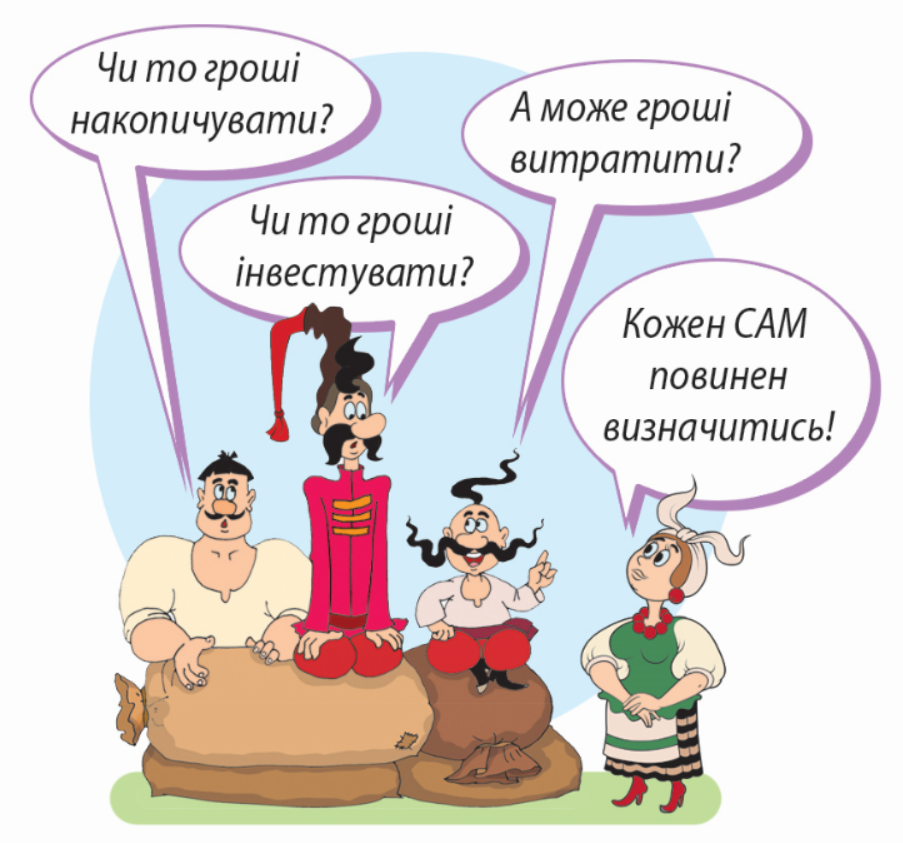 Чи то гроші
накопичувати?
А може гроші
витратити?
Чи то гроші
інвестувати?
Кожен САМ
повинен
визначитись!